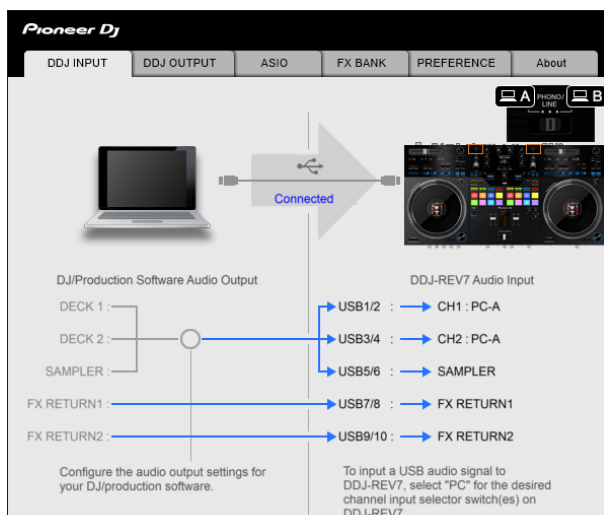 Pioneer Dj
DDJ INPUT
DDJ OUTPUT
ASIO
FX BANK
PREFERENCE
About
A
PHONO/
LINE
B
Connected
DJ/Production Software Audio Output
DDJ-REV7 Audio Input
DECK 1 :
USB1/2 :
CH1 : PC-A
DECK 2 :
USB3/4 :
CH2 : PC-A
SAMPLER :
USB5/6 :
SAMPLER
FX RETURN1 :
USB7/8 :
FX RETURN1
FX RETURN2 :
USB9/10 :
FX RETURN2
Configure the audio output settings for
your DJ/production software.
To input a USB audio signal to
DDJ-REV7, select "PC" for the desired
channel input selector switch(es) on
DDJ-REV7